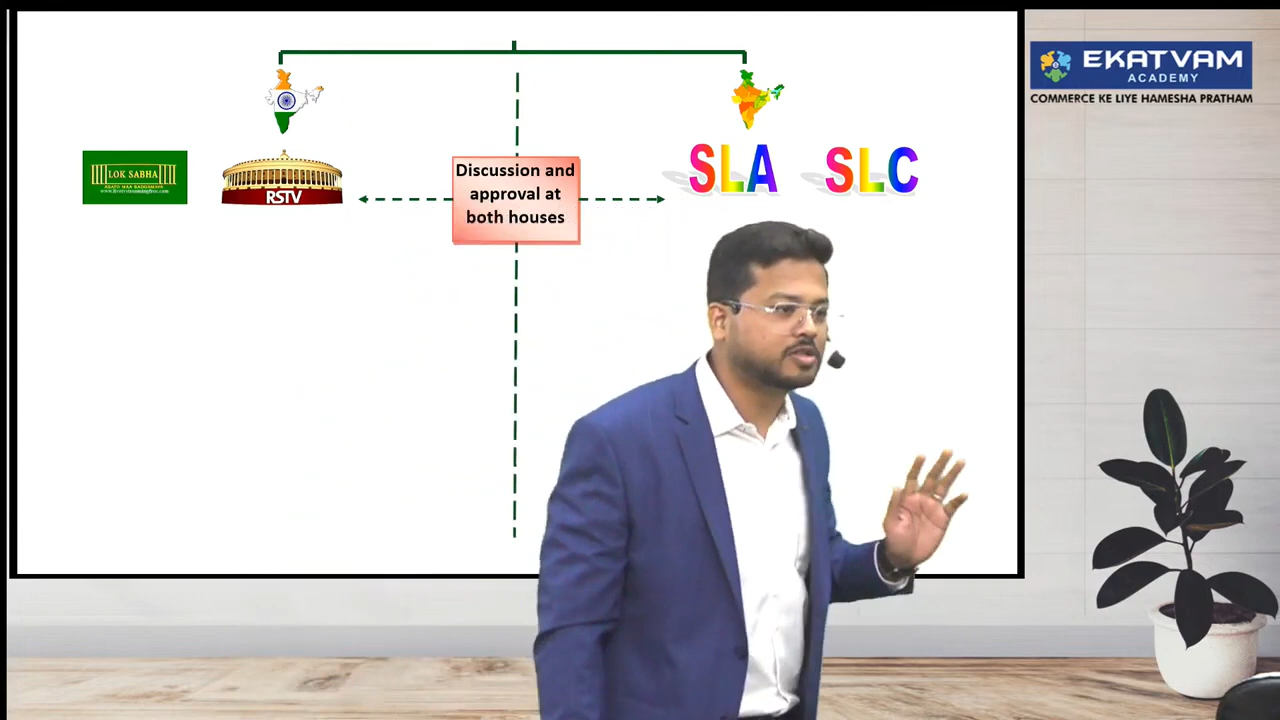 EKATVAM
ACADEMY
COMMERCE KE LIYE HAMESHA PRATHAM
LOK SABHA
RSTV
Discussion and
approval at
both houses
SLA
SLC